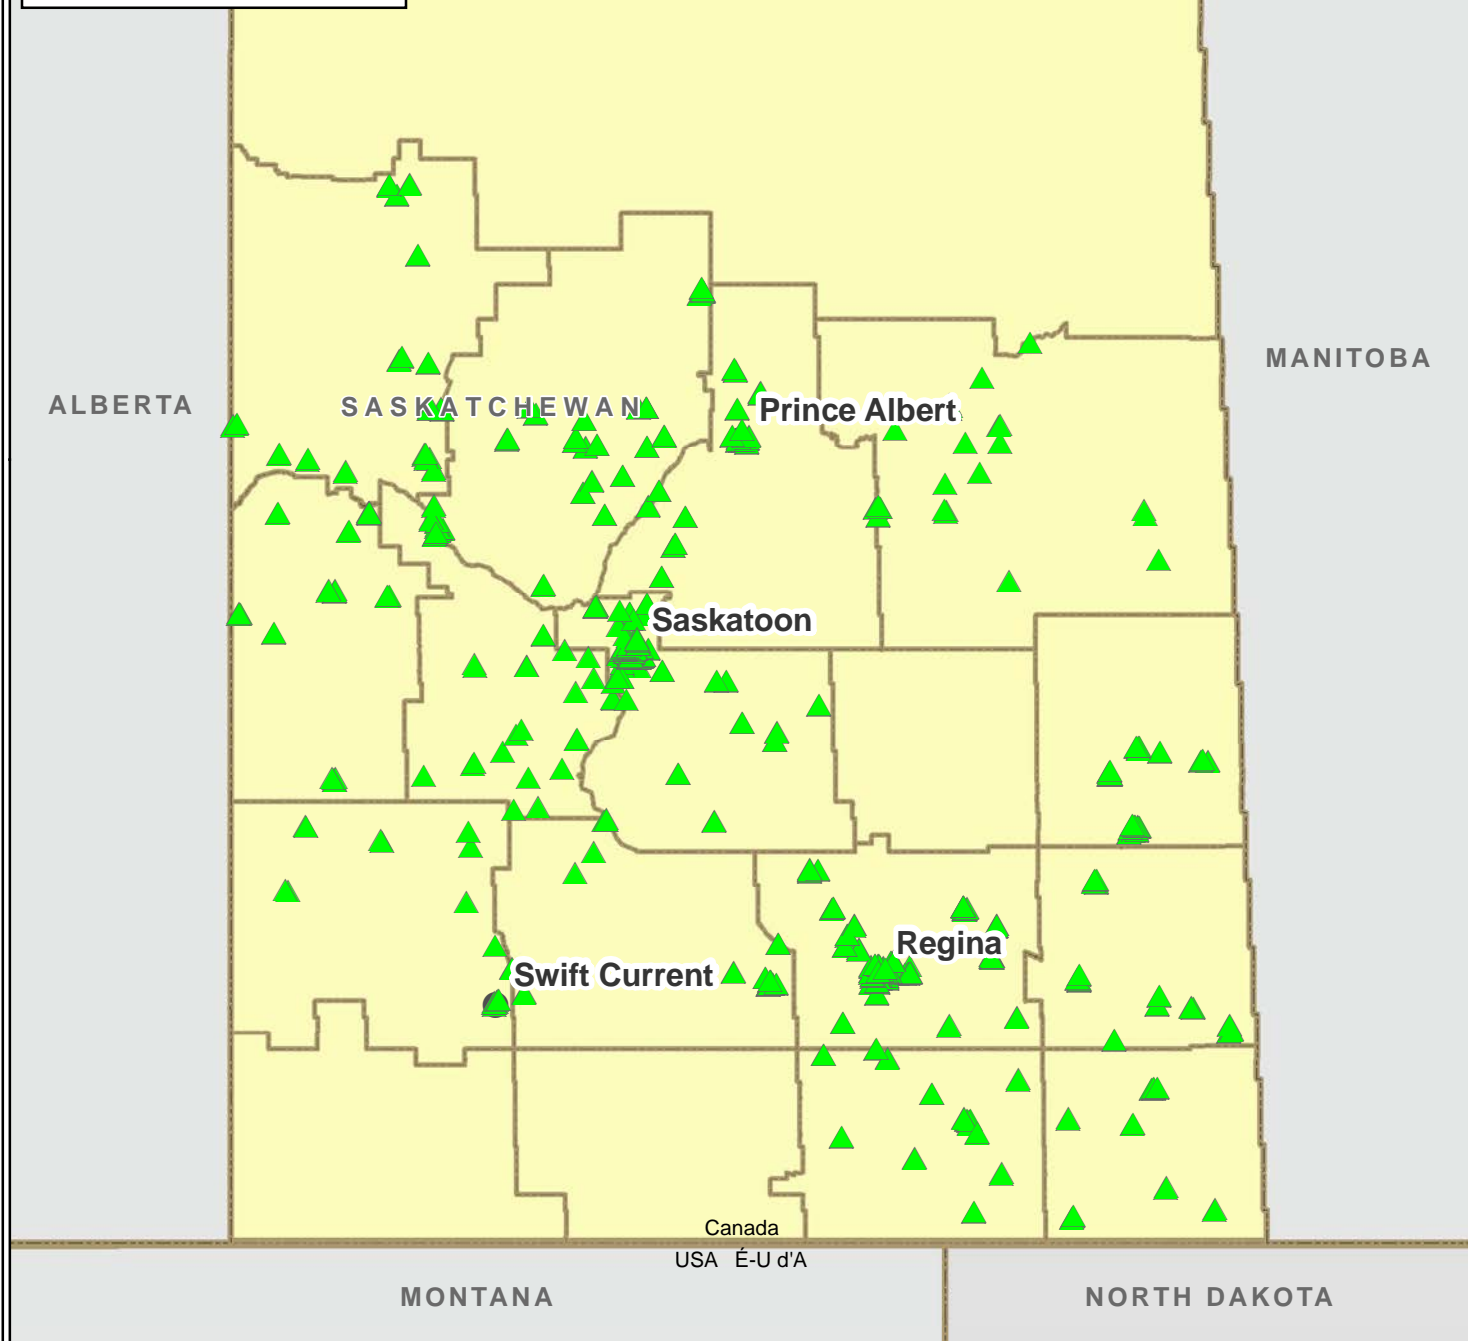 MANITOBA
ALBERTA
SASKATCHEWAN
Prince Albert
Saskatoon
Regina
Swift Current
Canada
USA É-U d'A
MONTANA
NORTH DAKOTA